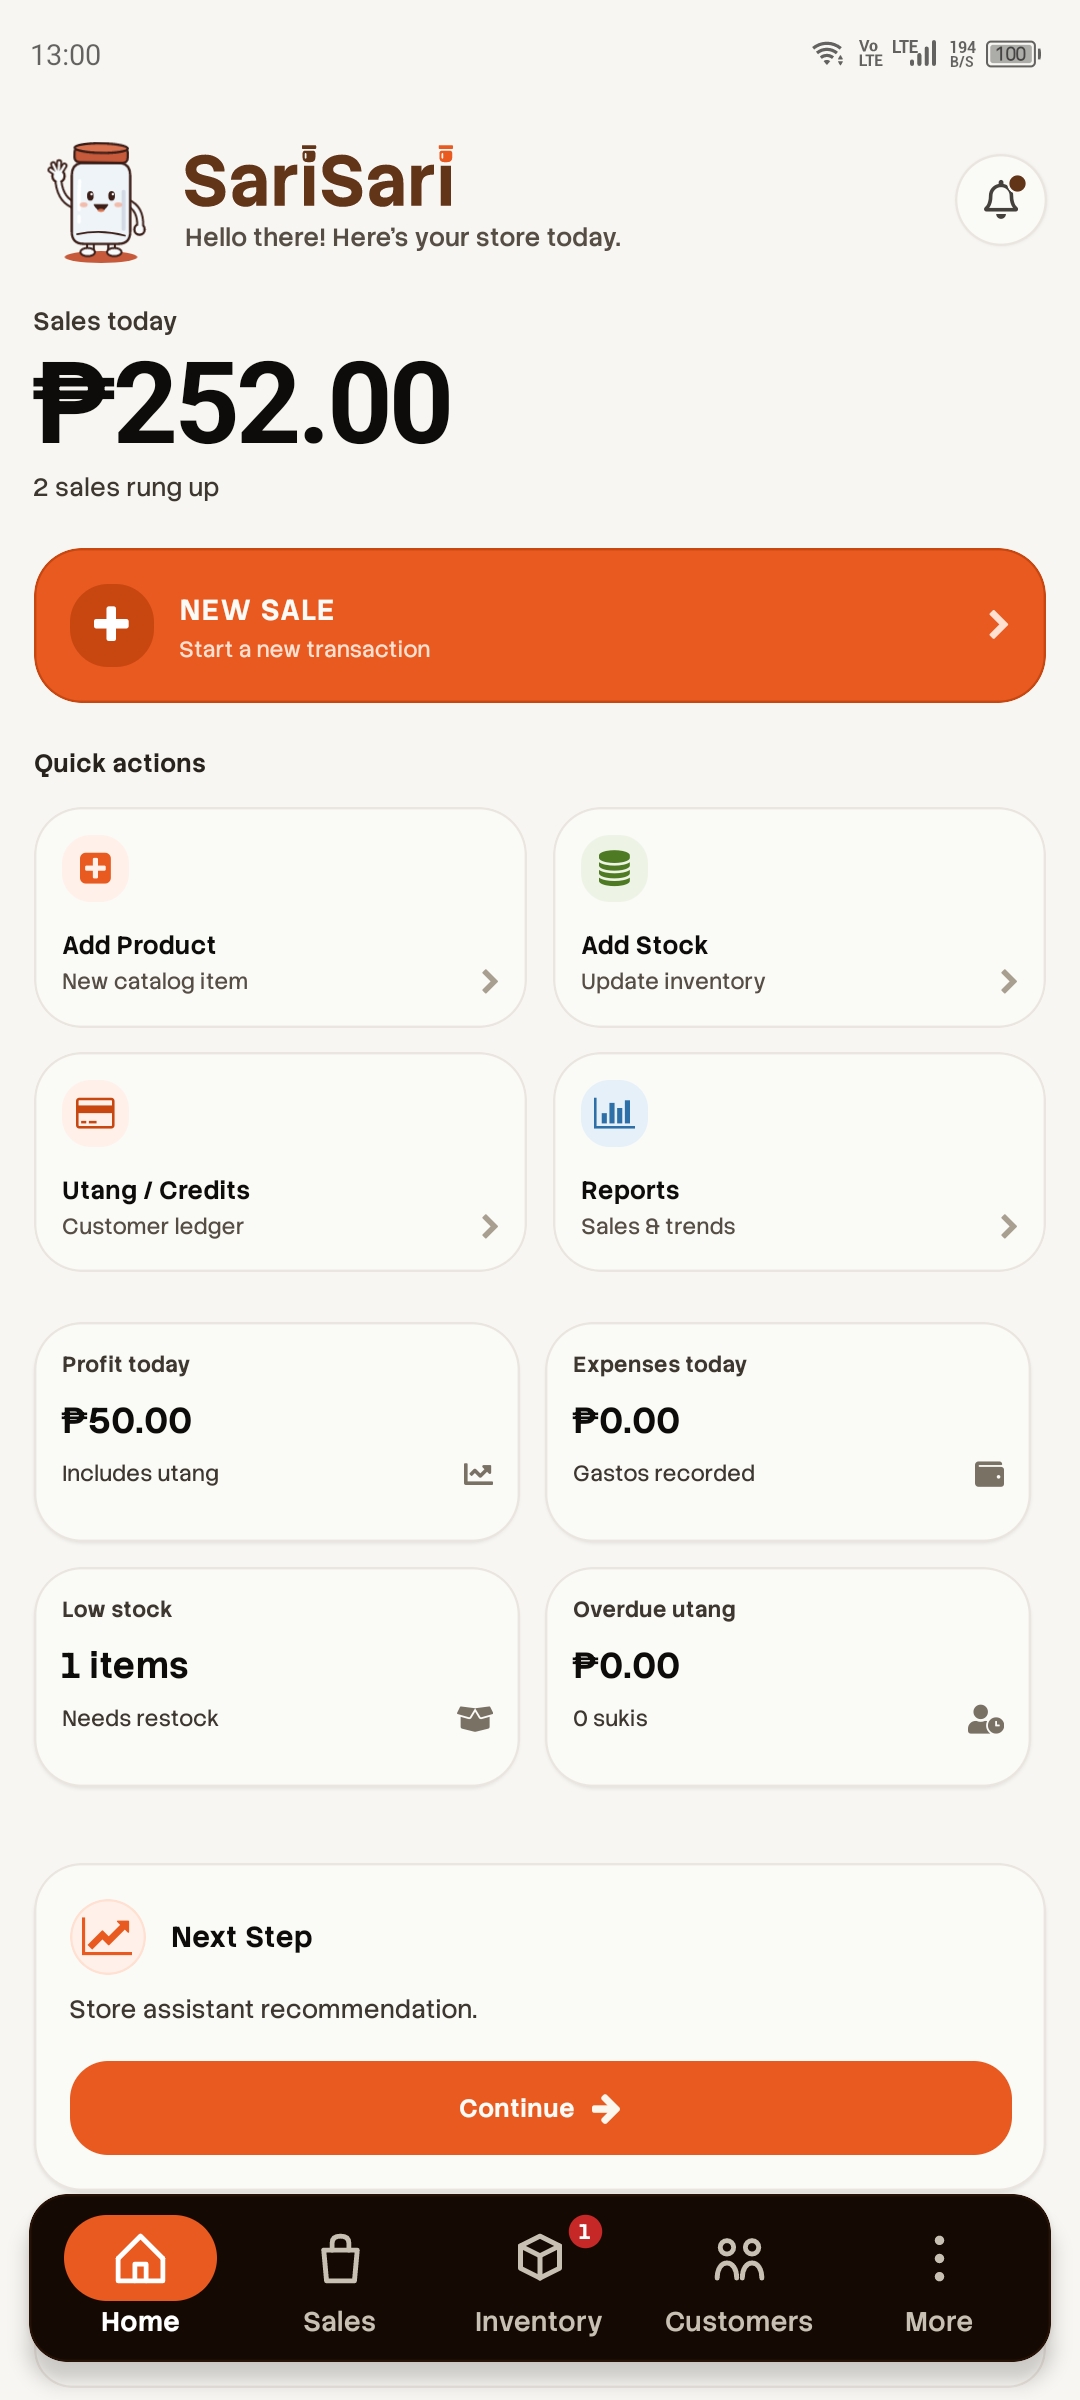 13:00
Vo LTE
LTE
194 B/S
100
SariSari
Hello there! Here's your store today.
Sales today
₱252.00
2 sales rung up
NEW SALE
Start a new transaction
Quick actions
Add Product
New catalog item
Add Stock
Update inventory
Utang / Credits
Customer ledger
Reports
Sales & trends
Profit today
₱50.00
Includes utang
Expenses today
₱0.00
Gastos recorded
Low stock
1 items
Needs restock
Overdue utang
₱0.00
0 sukis
Next Step
Store assistant recommendation.
Continue
1
Home
Sales
Inventory
Customers
More